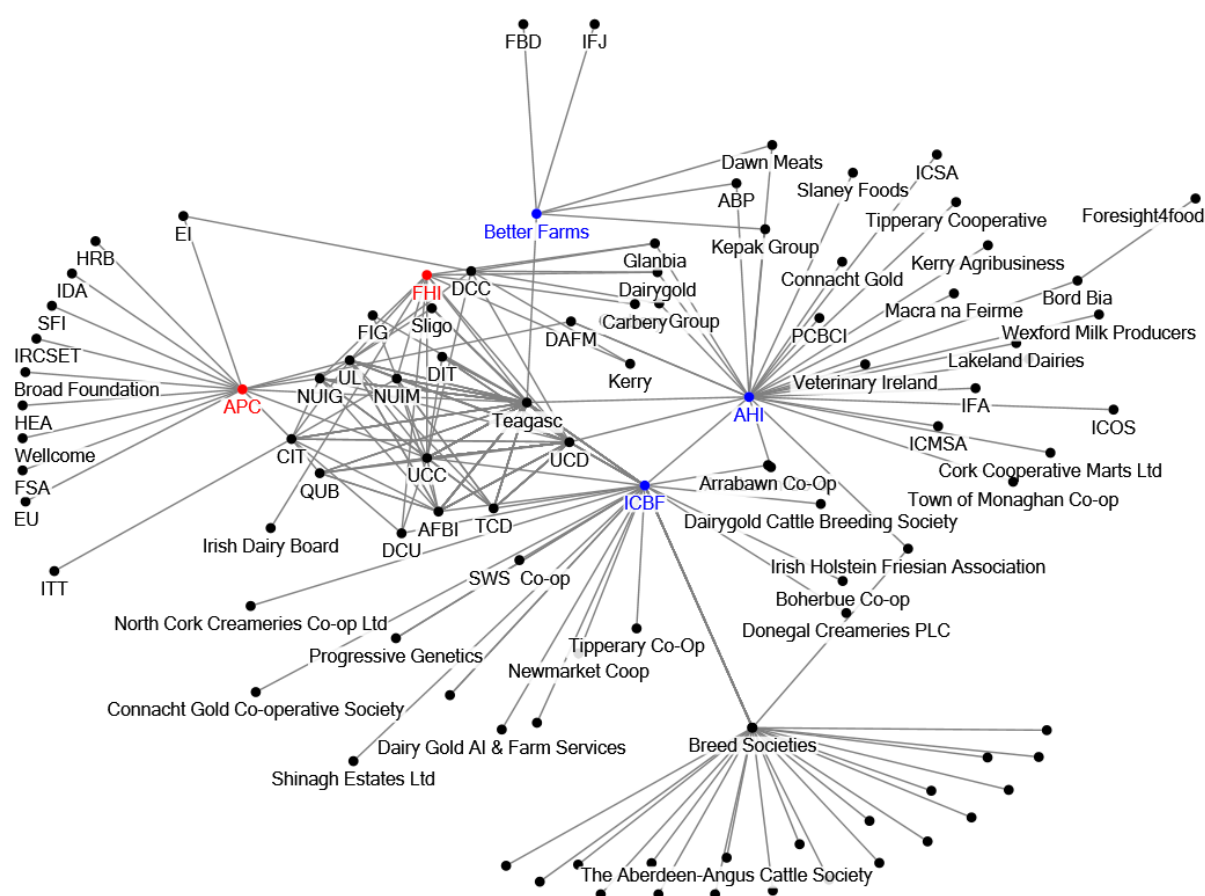 FBD
IFJ
Dawn Meats
ICSA
Slaney Foods
ABP
Tipperary Cooperative
Foresight4food
Better Farms
EI
Kepak Group
HRB
Glanbia
Kerry Agribusiness
Connacht Gold
IDA
FHI
DCC
Dairygold
Bord Bia
Macra na Feirme
SFI
Sligo
Carbery Group
FIG
PCBCI
Wexford Milk Producers
DAFM
IRCSET
Lakeland Dairies
DIT
UL
Kerry
Veterinary Ireland
Broad Foundation
NUIG
NUIM
APC
IFA
HEA
Teagasc
AHI
ICOS
ICMSA
Wellcome
CIT
UCD
UCC
Cork Cooperative Marts Ltd
FSA
QUB
Arrabawn Co-Op
Town of Monaghan Co-op
ICBF
EU
AFBI
TCD
Dairygold Cattle Breeding Society
Irish Dairy Board
DCU
Irish Holstein Friesian Association
ITT
SWS Co-op
Boherbue Co-op
North Cork Creameries Co-op Ltd
Donegal Creameries PLC
Tipperary Co-Op
Progressive Genetics
Newmarket Coop
Connacht Gold Co-operative Society
Dairy Gold AI & Farm Services
Breed Societies
Shinagh Estates Ltd
The Aberdeen-Angus Cattle Society